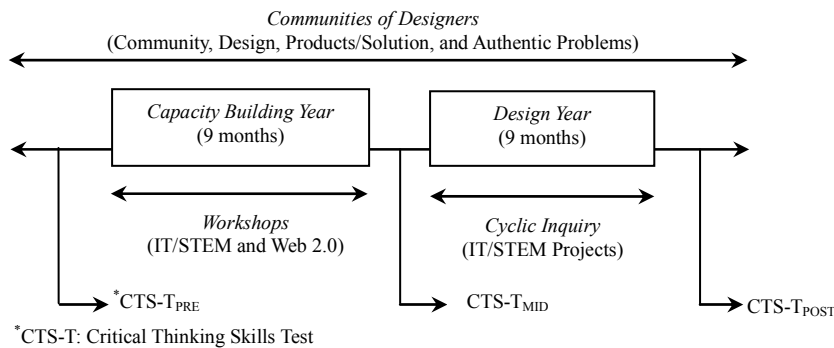 Communities of Designers
(Community, Design, Products/Solution, and Authentic Problems)
Capacity Building Year
(9 months)
Design Year
(9 months)
Workshops
(IT/STEM and Web 2.0)
Cyclic Inquiry
(IT/STEM Projects)
*CTS-TPRE
CTS-TMID
CTS-TPOST
*CTS-T: Critical Thinking Skills Test